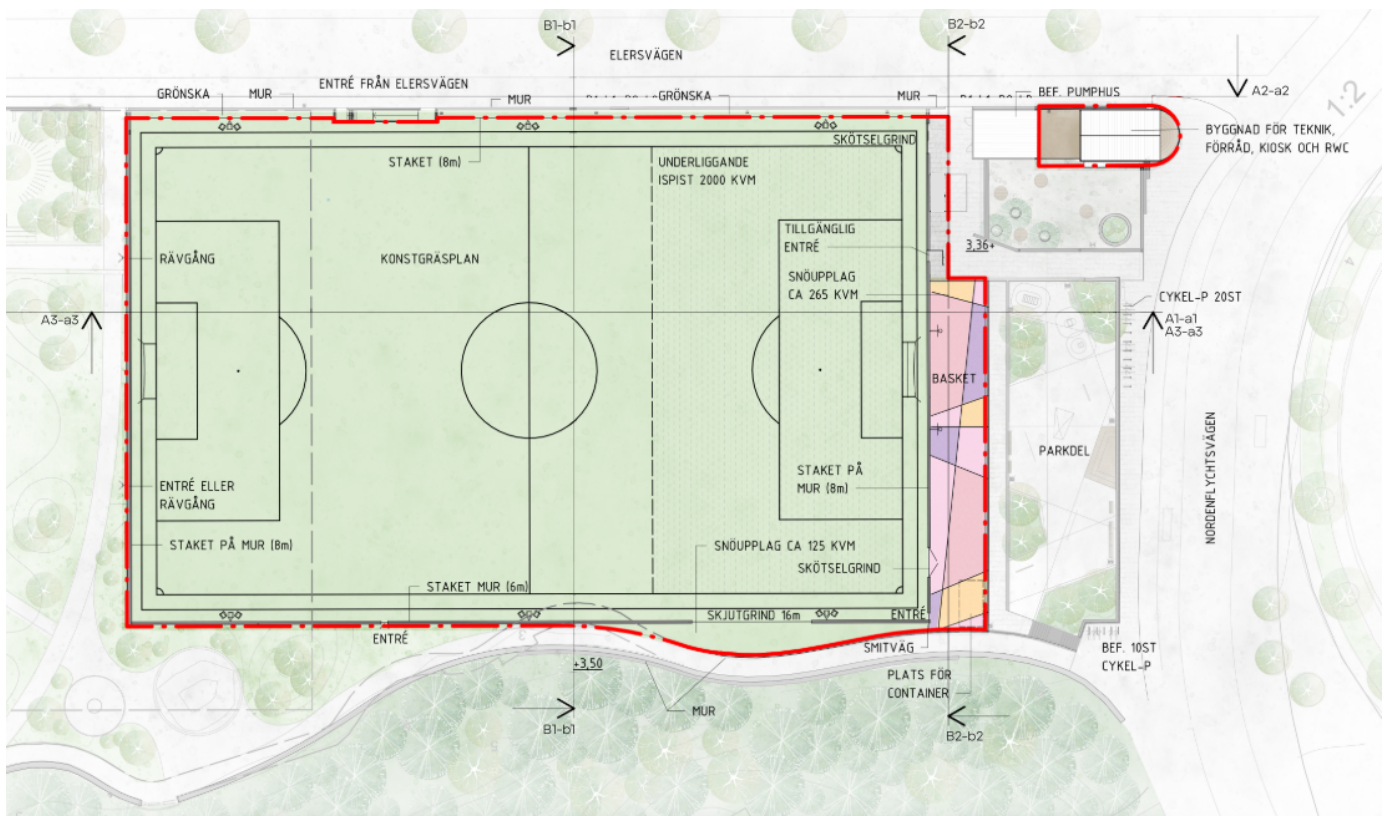 B1-b1
B2-b2
ELERSVÄGEN
ENTRÉ FRÅN ELERSVÄGEN
GRÖNSKA
MUR
MUR
GRÖNSKA
MUR
BEF. PUMPHUS
A2-a2
1:2
BYGGNAD FÖR TEKNIK,
FÖRRÅD, KIOSK OCH RWC
SKÖTSELGRIND
STAKET (8m)
UNDERLIGGANDE
ISPIST 2000 KVM
TILLGÄNGLIG
ENTRÉ
3,36+
RÄVGÅNG
KONSTGRÄSPLAN
SNÖUPPLAG
CA 265 KVM
CYKEL-P 20ST
A3-a3
A1-a1
A3-a3
BASKET
PARKDEL
NORDENFLYCHTSVÄGEN
STAKET PÅ
MUR (8m)
ENTRÉ ELLER
RÄVGÅNG
STAKET PÅ MUR (8m)
SNÖUPPLAG CA 125 KVM
SKÖTSELGRIND
STAKET MUR (6m)
SKJUTGRIND 16m
ENTRÉ
ENTRÉ
SMITVÄG
BEF. 10ST
CYKEL-P
+3,50
PLATS FÖR
CONTAINER
MUR
B1-b1
B2-b2